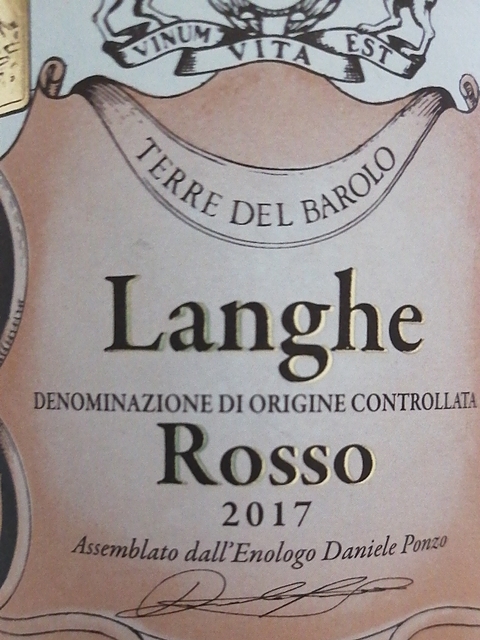 VINUM VITA EST
TERRE DEL BAROLO
Langhe
DENOMINAZIONE DI ORIGINE CONTROLLATA
Rosso
2017
Assemblato dall'Enologo Daniele Ponzo